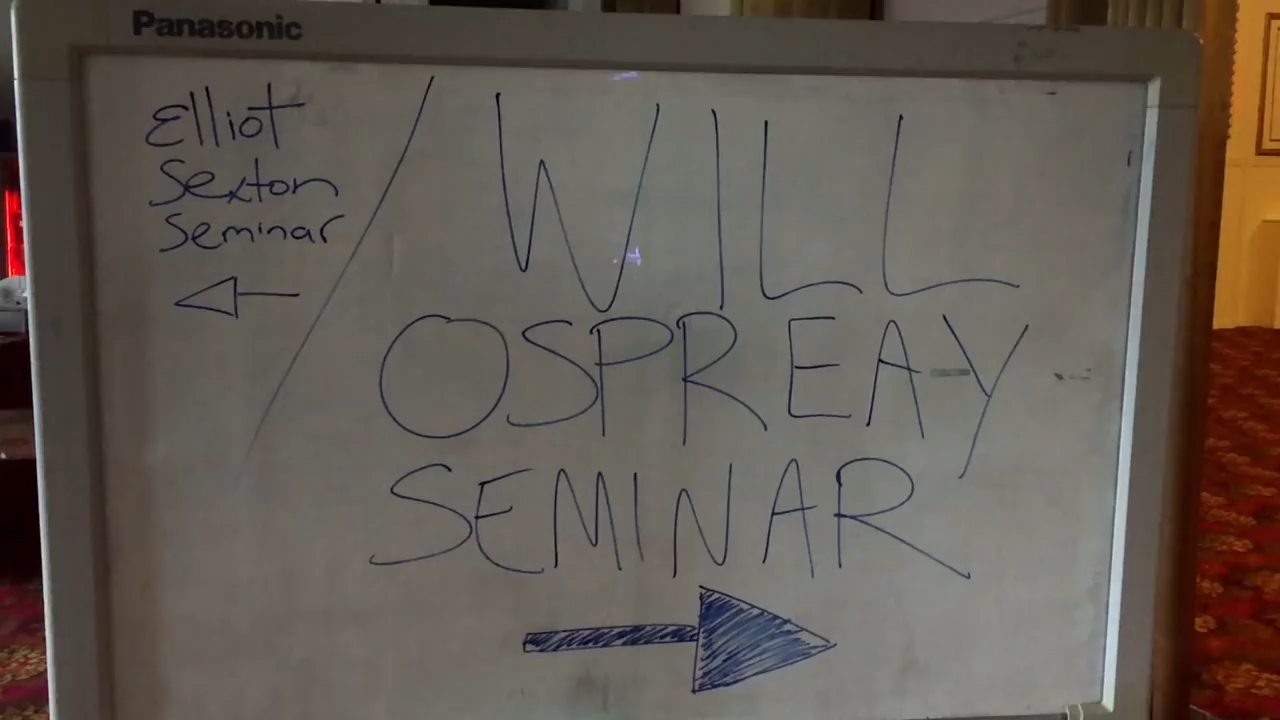 Panasonic
Elliot
Sexton
Seminar
WILL
OSPREAY
SEMINAR